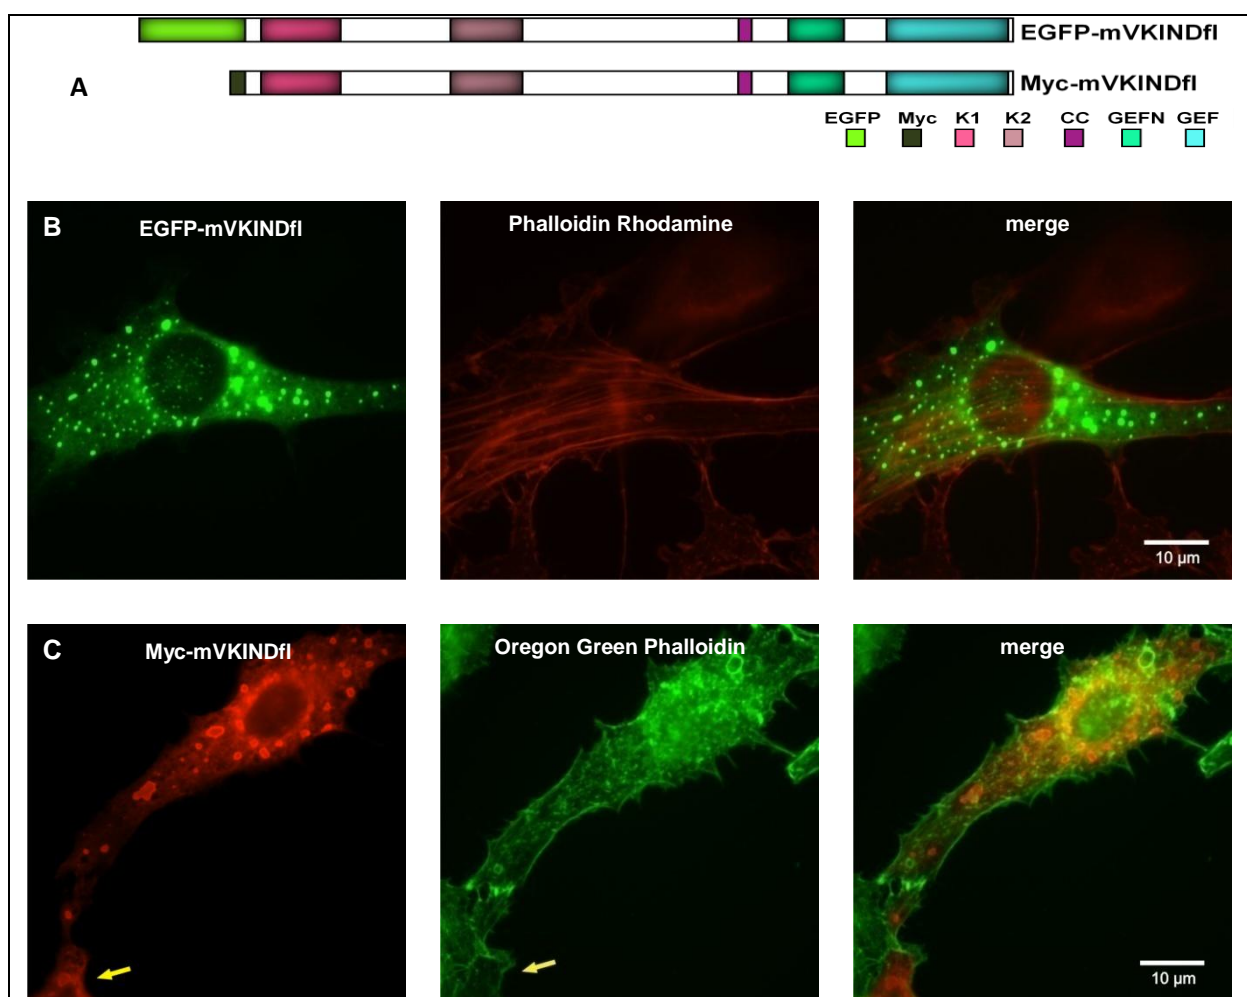 EGFP-mVKINDfl
A
Myc-mVKINDfl
EGFP Myc K1 K2 CC GEFN GEF
B EGFP-mVKINDfl Phalloidin Rhodamine merge
10 µm
C Myc-mVKINDfl Oregon Green Phalloidin merge
10 µm